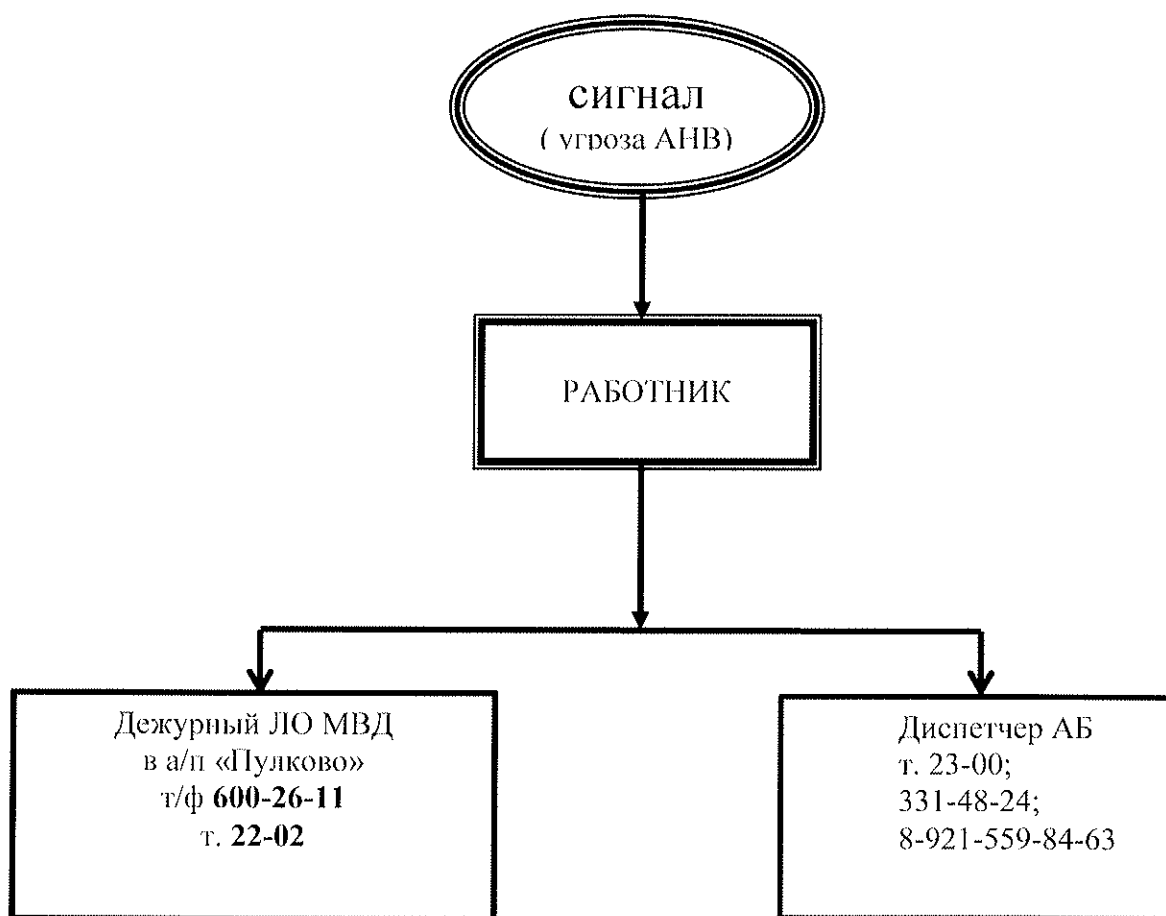 сигнал
( угроза АНВ)
РАБОТНИК
Дежурный ЛО МВД
в а/п «Пулково»
т/ф 600-26-11
т. 22-02
Диспетчер АБ
т. 23-00;
331-48-24;
8-921-559-84-63